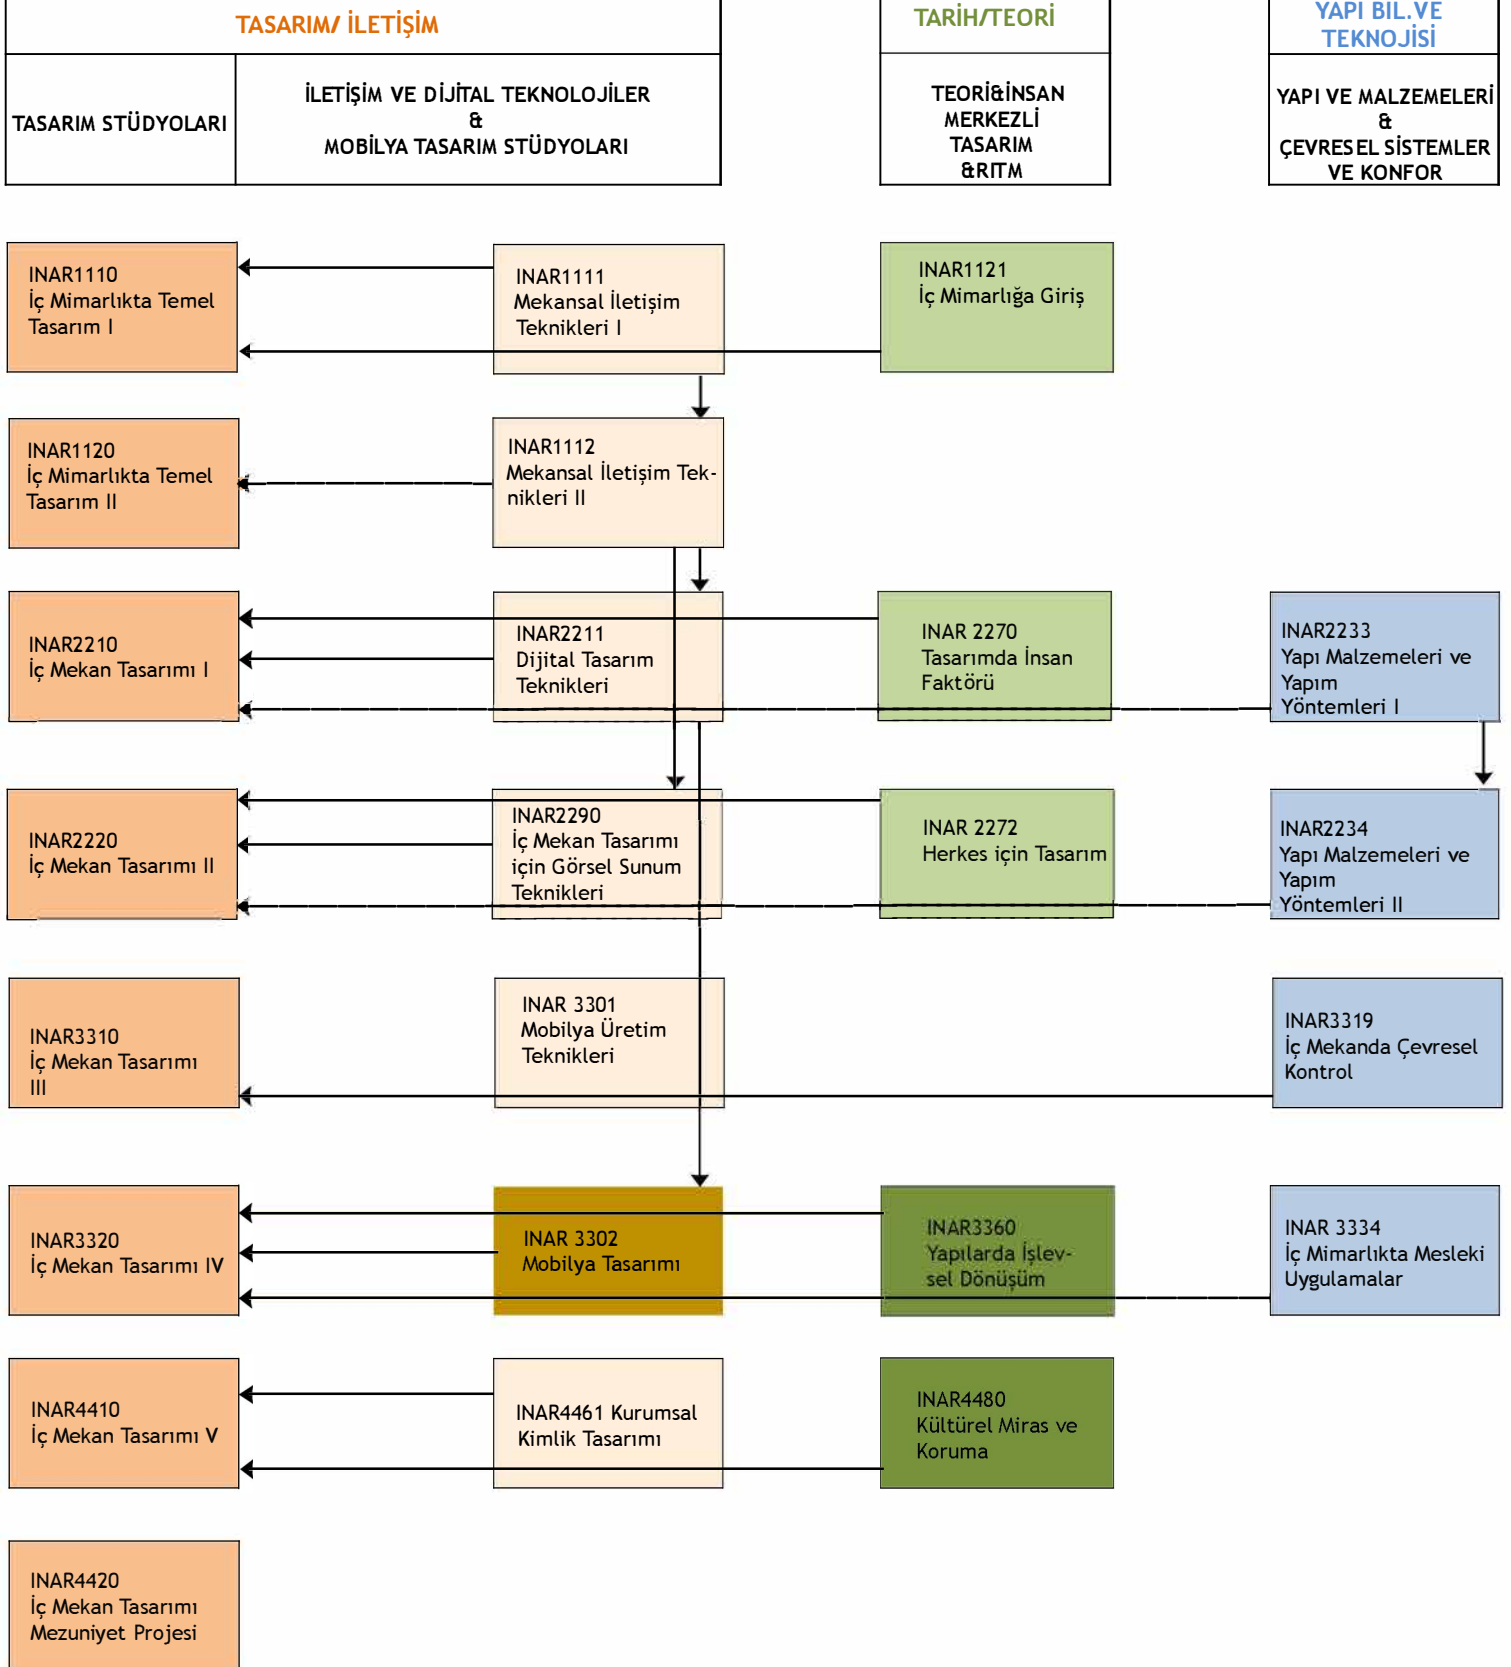 TASARIM/ İLETİŞİM
TARİH/TEORİ
YAPI BIL.VE
TEKNOJİSİ
TASARIM STÜDYOLARI
İLETİŞİM VE DİJİTAL TEKNOLOJİLER
&
MOBİLYA TASARIM STÜDYOLARI
TEORİ&İNSAN
MERKEZLİ
TASARIM
&RITM
YAPI VE MALZEMELERİ
&
ÇEVRESEL SİSTEMLER
VE KONFOR
INAR1110
İç Mimarlıkta Temel
Tasarım I
INAR1111
Mekansal İletişim
Teknikleri I
INAR1121
İç Mimarlığa Giriş
INAR1120
İç Mimarlıkta Temel
Tasarım II
INAR1112
Mekansal İletişim Tek-
nikleri II
INAR2210
İç Mekan Tasarımı I
INAR2211
Dijital Tasarım
Teknikleri
INAR 2270
Tasarımda İnsan
Faktörü
INAR2233
Yapı Malzemeleri ve
Yapım
Yöntemleri I
INAR2220
İç Mekan Tasarımı II
INAR2290
İç Mekan Tasarımı
için Görsel Sunum
Teknikleri
INAR 2272
Herkes için Tasarım
INAR2234
Yapı Malzemeleri ve
Yapım
Yöntemleri II
INAR3310
İç Mekan Tasarımı
III
INAR 3301
Mobilya Üretim
Teknikleri
INAR3319
İç Mekanda Çevresel
Kontrol
INAR3320
İç Mekan Tasarımı IV
INAR 3302
Mobilya Tasarımı
INAR3360
Yapılarda İşlev-
sel Dönüşüm
INAR 3334
İç Mimarlıkta Mesleki
Uygulamalar
INAR4410
İç Mekan Tasarımı V
INAR4461 Kurumsal
Kimlik Tasarımı
INAR4480
Kültürel Miras ve
Koruma
INAR4420
İç Mekan Tasarımı
Mezuniyet Projesi